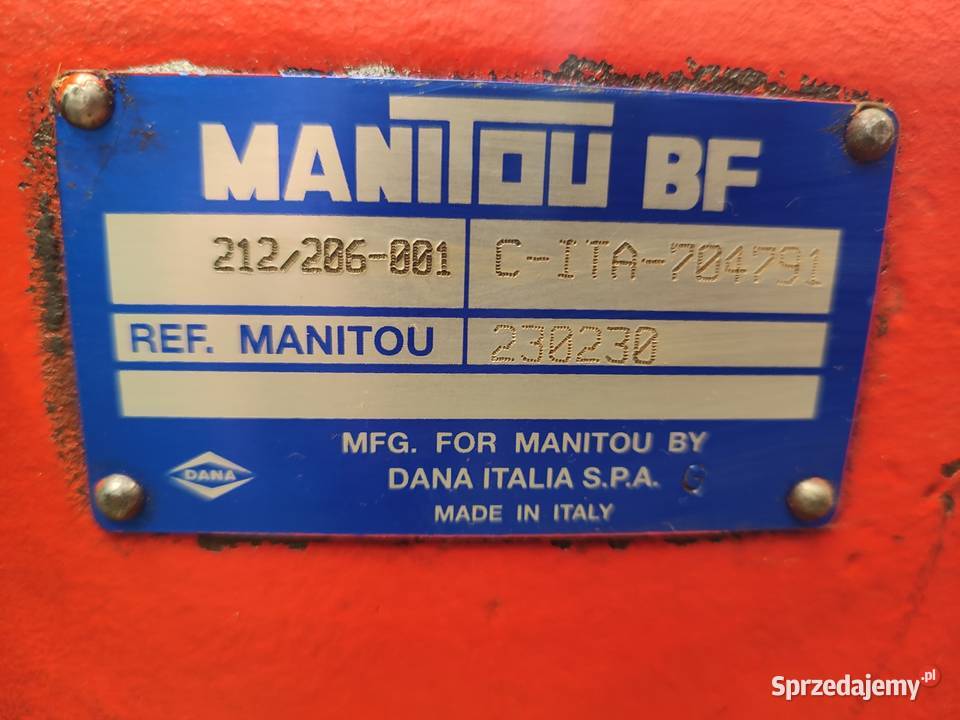 MANITOU BF
212/206-001 C-ITA-704791
REF. MANITOU 230230
MFG. FOR MANITOU BY
DANA DANA ITALIA S.P.A. G
MADE IN ITALY
Sprzedajemy.pl